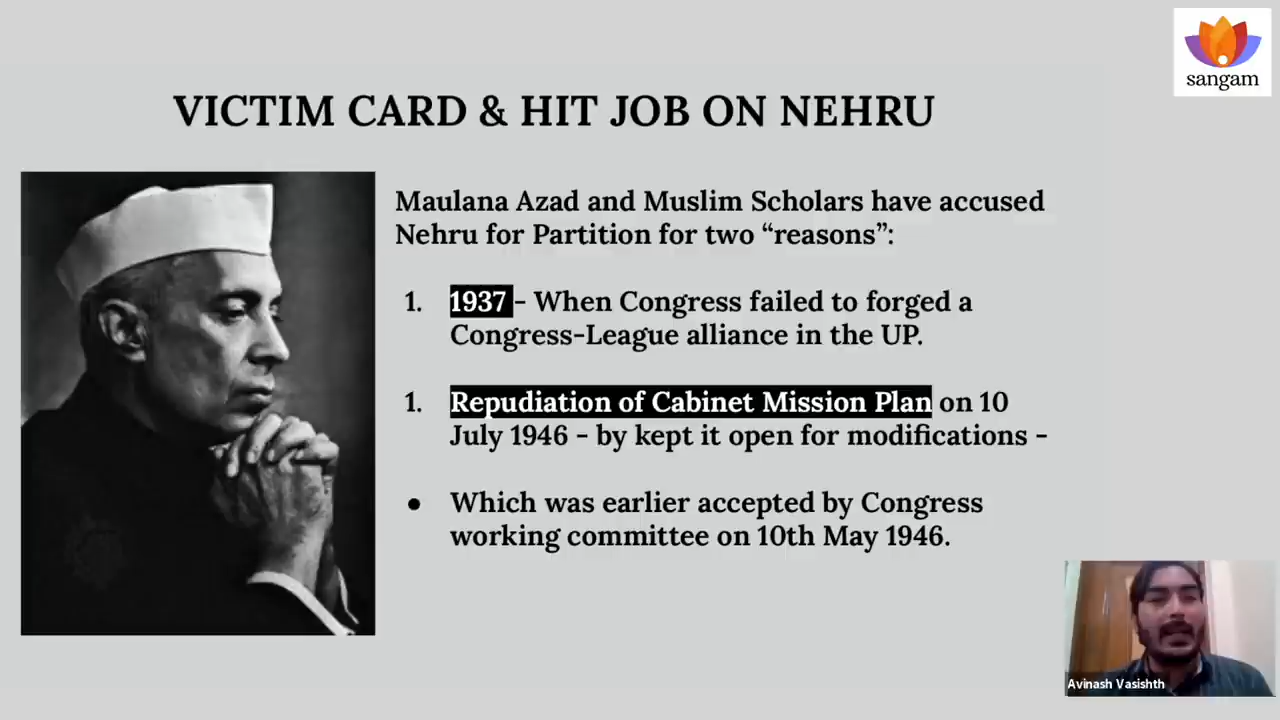 sangam
VICTIM CARD & HIT JOB ON NEHRU
Maulana Azad and Muslim Scholars have accused
Nehru for Partition for two “reasons”:
1. 1937 - When Congress failed to forged a
Congress-League alliance in the UP.
1. Repudiation of Cabinet Mission Plan on 10
July 1946 - by kept it open for modifications -
● Which was earlier accepted by Congress
working committee on 10th May 1946.
Avinash Vasishth